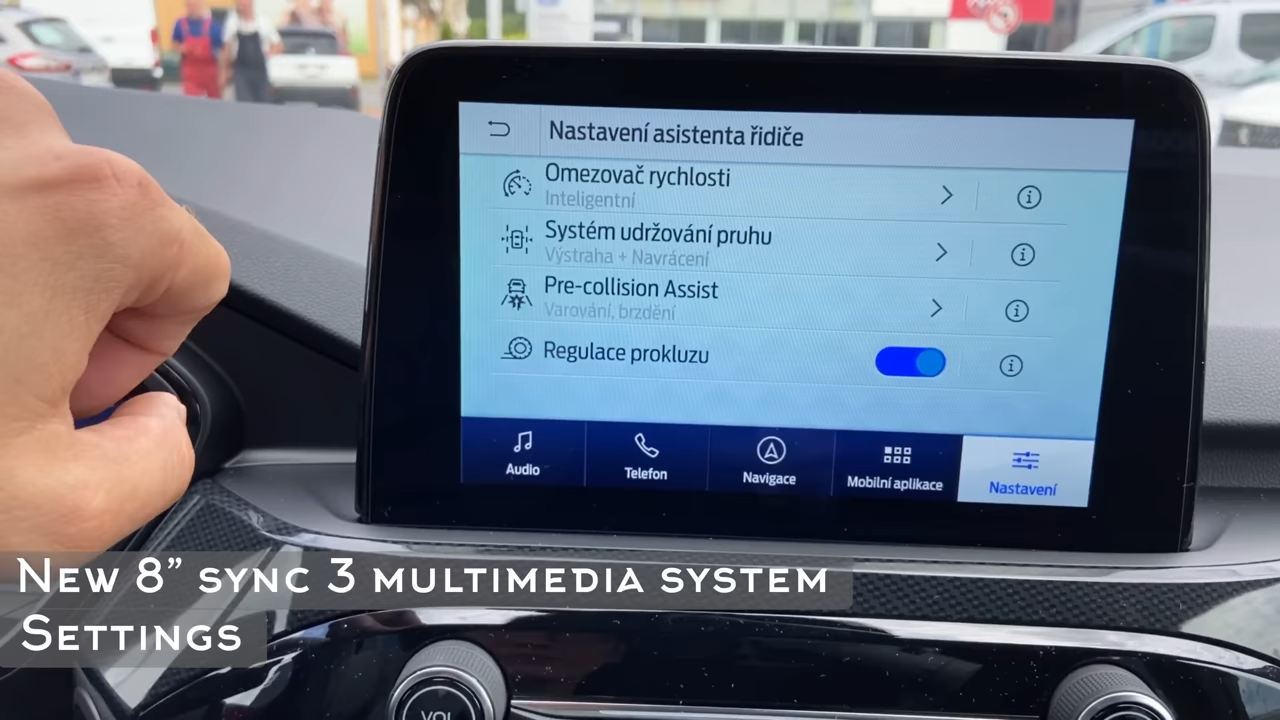 Nastavení asistenta řidiče
Omezovač rychlosti
Inteligentní
Systém udržování pruhu
Výstraha + Navrácení
Pre-collision Assist
Varování, brzdění
Regulace prokluzu
Audio
Telefon
Navigace
Mobilní aplikace
Nastavení
New 8” sync 3 multimedia system
Settings
VOL